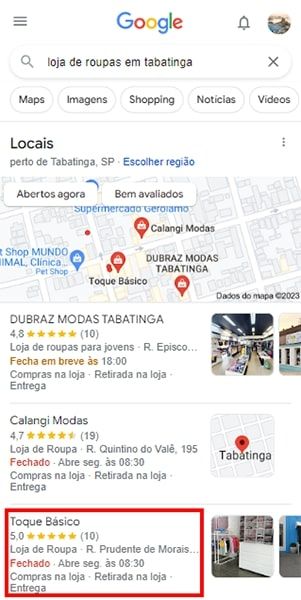 Google
loja de roupas em tabatinga
Maps
Imagens
Shopping
Notícias
Vídeos
Locais
perto de Tabatinga, SP · Escolher região
Abertos agora
Bem avaliados
Supermercado Gerolamo
Calangi Modas
Pet Shop MUNDO
ANIMAL, Clínica...
Pet Shop
DUBRAZ MODAS
TABATINGA
Toque Básico
Dados do mapa ©2023
DUBRAZ MODAS TABATINGA
4,8 (10)
Loja de roupas para jovens · R. Episco...
Fecha em breve às 18:00
Compras na loja · Retirada na loja ·
Entrega
Calangi Modas
4,7 (19)
Loja de Roupa · R. Quintino do Valê, 195
Fechado · Abre seg. às 08:30
Compras na loja · Retirada na loja ·
Entrega
Tabatinga
Toque Básico
5,0 (10)
Loja de Roupa · R. Prudente de Morais...
Fechado · Abre seg. às 08:30
Compras na loja · Retirada na loja ·
Entrega